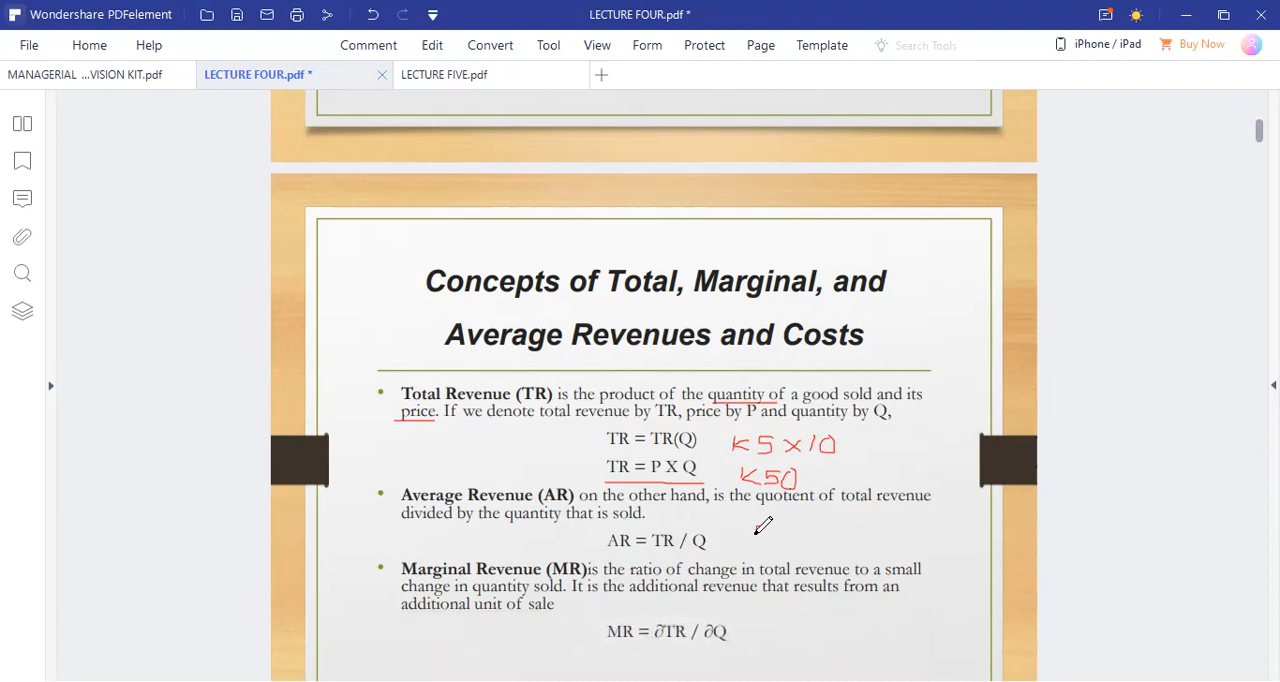 Wondershare PDFelement
LECTURE FOUR.pdf *
File Home Help Comment Edit Convert Tool View Form Protect Page Template Search Tools iPhone / iPad Buy Now
MANAGERIAL ...VISION KIT.pdf LECTURE FOUR.pdf * LECTURE FIVE.pdf
Concepts of Total, Marginal, and
Average Revenues and Costs
• Total Revenue (TR) is the product of the quantity of a good sold and its
price. If we denote total revenue by TR, price by P and quantity by Q,
TR = TR(Q) K5 x 10
TR = P X Q K50
• Average Revenue (AR) on the other hand, is the quotient of total revenue
divided by the quantity that is sold.
AR = TR / Q
• Marginal Revenue (MR)is the ratio of change in total revenue to a small
change in quantity sold. It is the additional revenue that results from an
additional unit of sale
MR = ∂TR / ∂Q